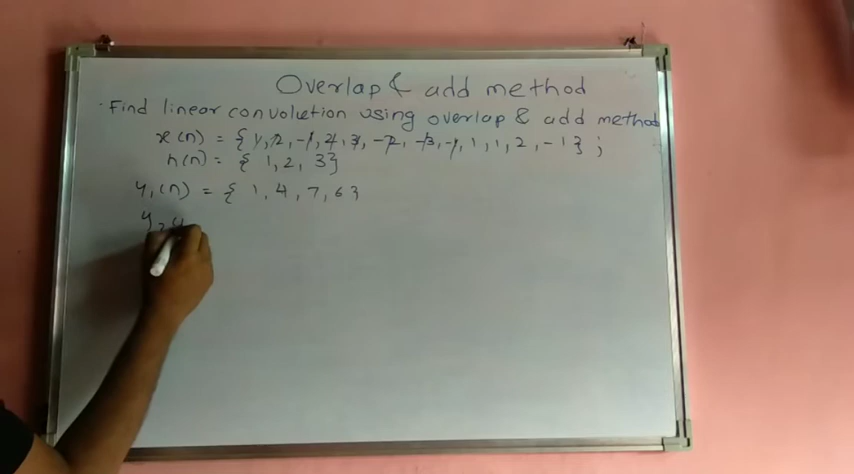 Overlap & add method
. Find linear convolution using overlap & add method
x(n) = { 1, 2, -1, 2, 3, -2, -3, -1, 1, 1, 2, -1 } ;
h(n) = { 1, 2, 3 }
y1(n) = { 1, 4, 7, 6 }
y2